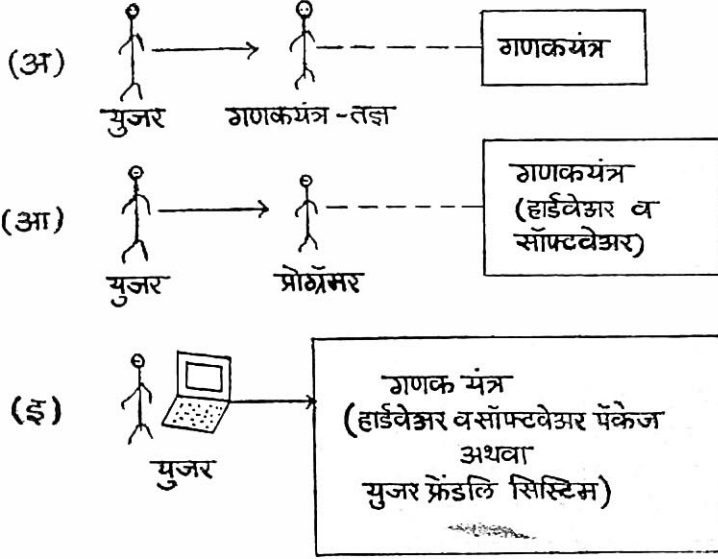 (अ)
गणकयंत्र
युजर
गणकयंत्र-तज्ञ
(आ)
गणकयंत्र
(हार्डवेअर व
सॉफ्टवेअर)
युजर
प्रोग्रॅमर
(इ)
गणक यंत्र
(हार्डवेअर व सॉफ्टवेअर पॅकेज
अथवा
युजर फ्रेंडलि सिस्टिम)
युजर